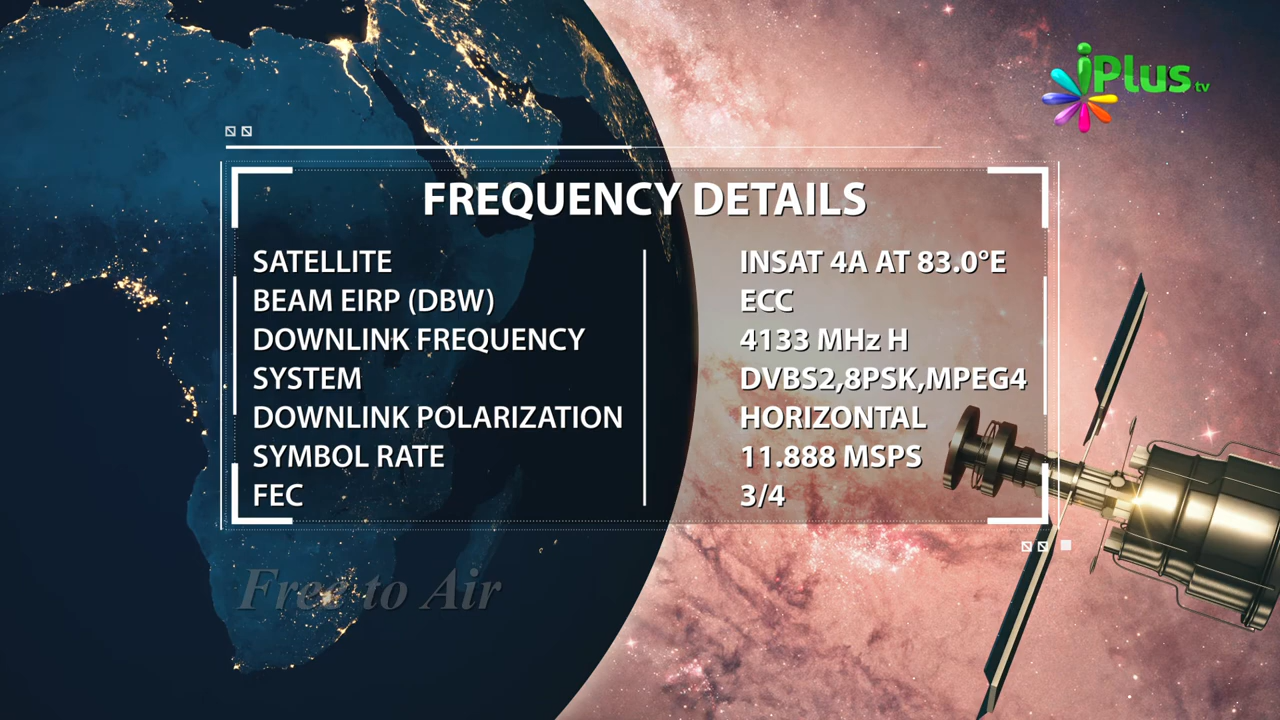 iPlus tv
FREQUENCY DETAILS
SATELLITE INSAT 4A AT 83.0°E
BEAM EIRP (DBW) ECC
DOWNLINK FREQUENCY 4133 MHz H
SYSTEM DVBS2,8PSK,MPEG4
DOWNLINK POLARIZATION HORIZONTAL
SYMBOL RATE 11.888 MSPS
FEC 3/4
Free to Air